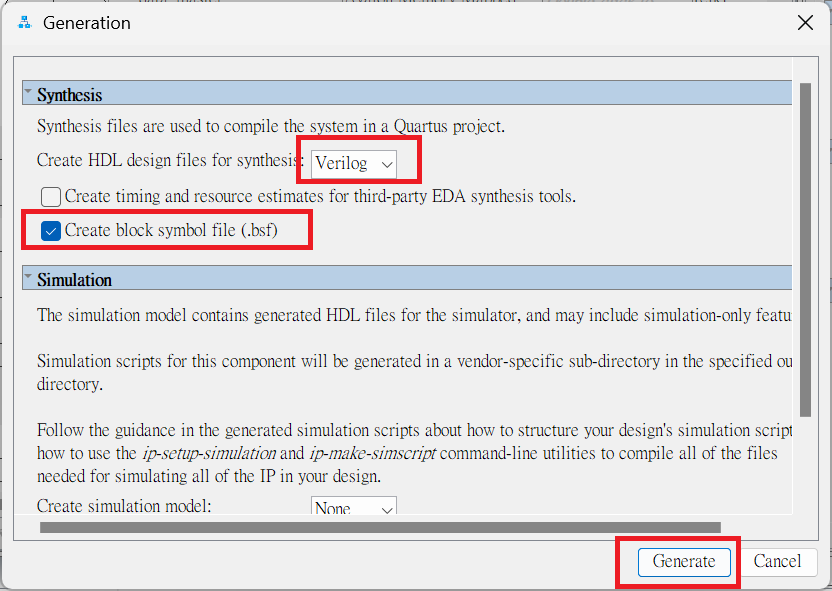 Generation
Synthesis
Synthesis files are used to compile the system in a Quartus project.
Create HDL design files for synthesis: Verilog
Create timing and resource estimates for third-party EDA synthesis tools.
Create block symbol file (.bsf)
Simulation
The simulation model contains generated HDL files for the simulator, and may include simulation-only featu
Simulation scripts for this component will be generated in a vendor-specific sub-directory in the specified ou
directory.
Follow the guidance in the generated simulation scripts about how to structure your design's simulation script
how to use the ip-setup-simulation and ip-make-simscript command-line utilities to compile all of the files
needed for simulating all of the IP in your design.
Create simulation model: None
Generate Cancel